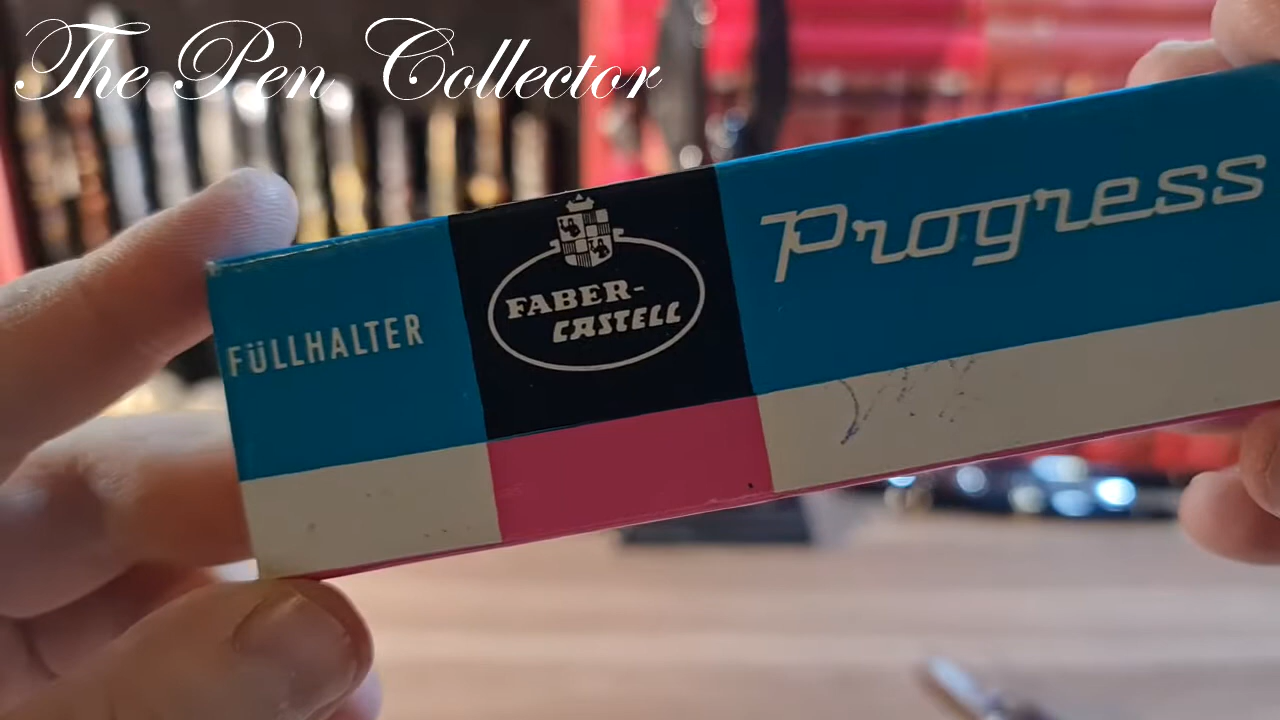 The Pen Collector
FÜLLHALTER
FABER-
CASTELL
Progress